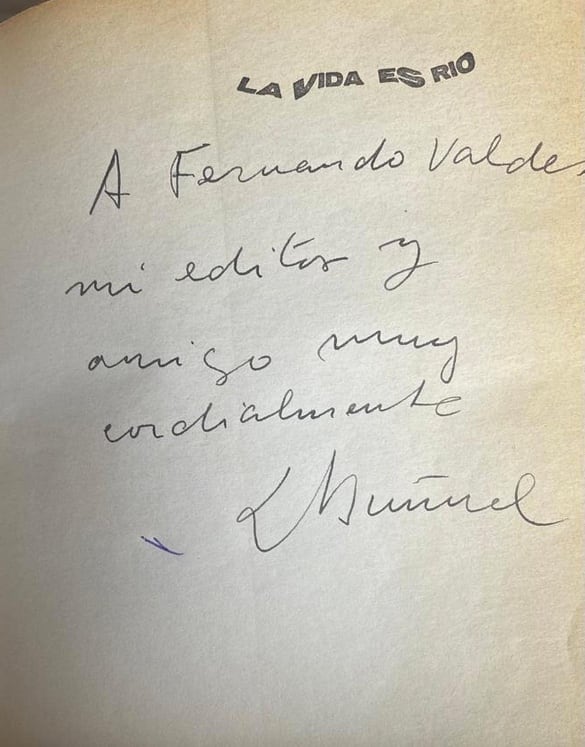 LA VIDA ES RIO
A Fernando Valdes
mi editor y
amigo muy
cordialmente
L Buñuel